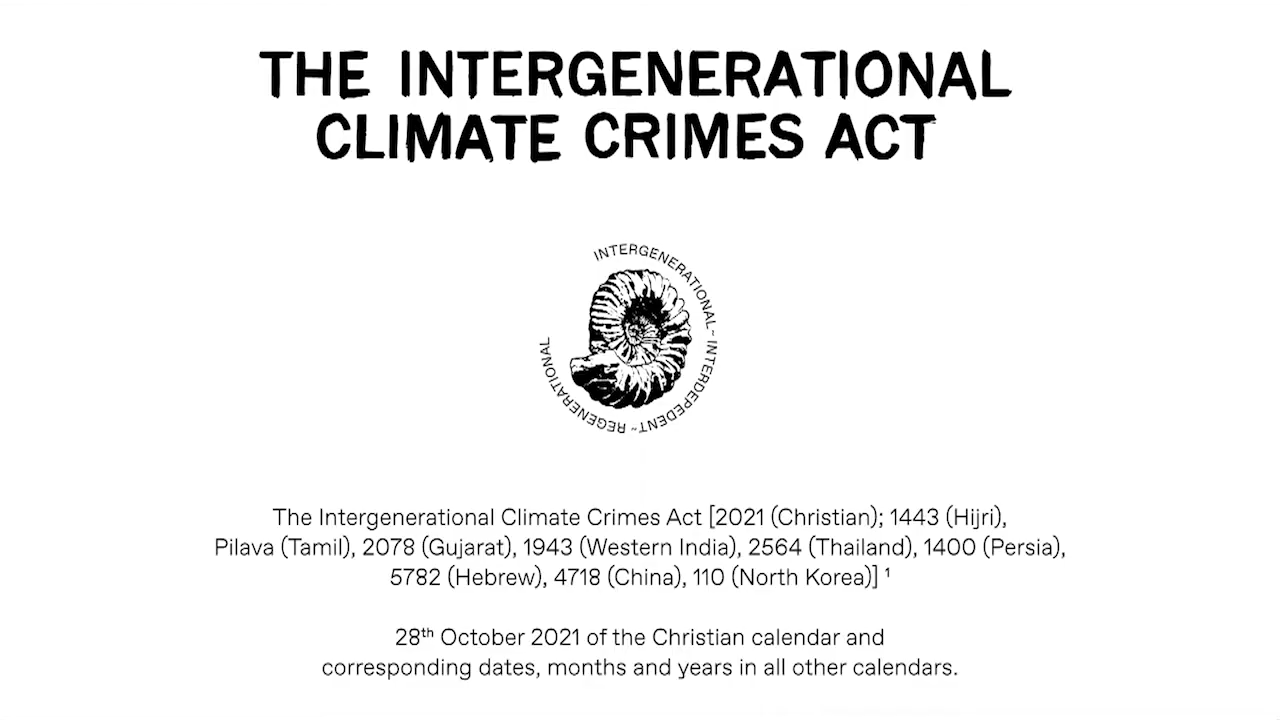 THE INTERGENERATIONAL
CLIMATE CRIMES ACT
INTERGENERATIONAL~ INTERDEPEDENT~ REGENERATIONAL
The Intergenerational Climate Crimes Act [2021 (Christian); 1443 (Hijri),
Pilava (Tamil), 2078 (Gujarat), 1943 (Western India), 2564 (Thailand), 1400 (Persia),
5782 (Hebrew), 4718 (China), 110 (North Korea)] ¹
28ᵗʰ October 2021 of the Christian calendar and
corresponding dates, months and years in all other calendars.